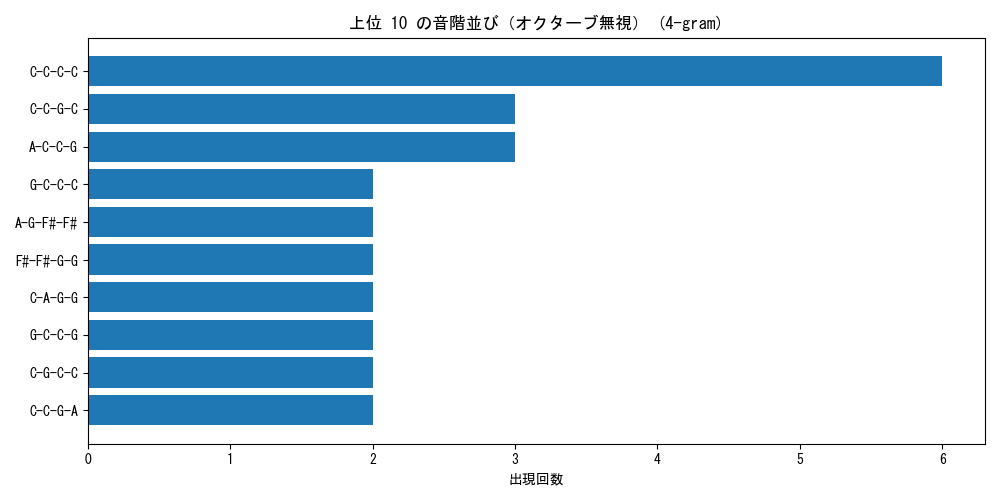 上位 10 の音階並び（オクターブ無視） (4-gram)
C-C-C-C
C-C-G-C
A-C-C-G
G-C-C-C
A-G-F#-F#
F#-F#-G-G
C-A-G-G
G-C-C-G
C-G-C-C
C-C-G-A
0 1 2 3 4 5 6
出現回数